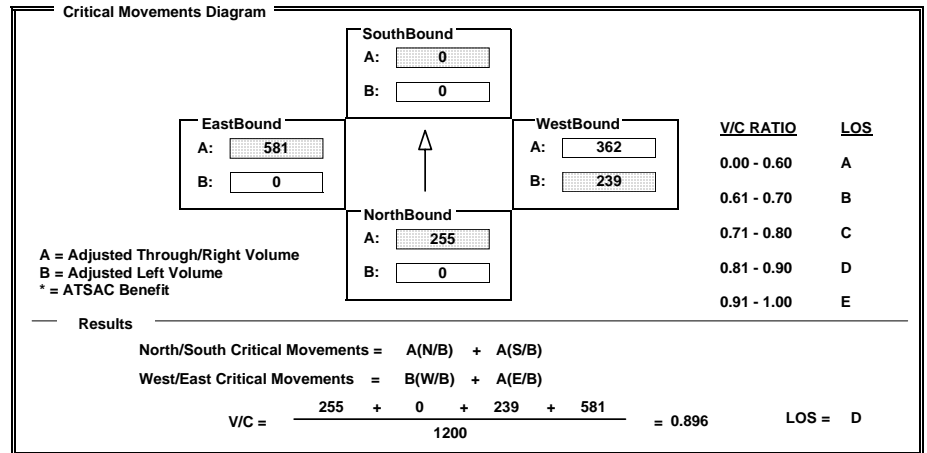 Critical Movements Diagram
SouthBound
A: 0
B: 0
EastBound
A: 581
B: 0
WestBound
A: 362
B: 239
NorthBound
A: 255
B: 0
V/C RATIO LOS
0.00 - 0.60 A
0.61 - 0.70 B
0.71 - 0.80 C
0.81 - 0.90 D
0.91 - 1.00 E
A = Adjusted Through/Right Volume
B = Adjusted Left Volume
* = ATSAC Benefit
Results
North/South Critical Movements = A(N/B) + A(S/B)
West/East Critical Movements = B(W/B) + A(E/B)
V/C = 255 + 0 + 239 + 581 = 0.896 LOS = D
1200